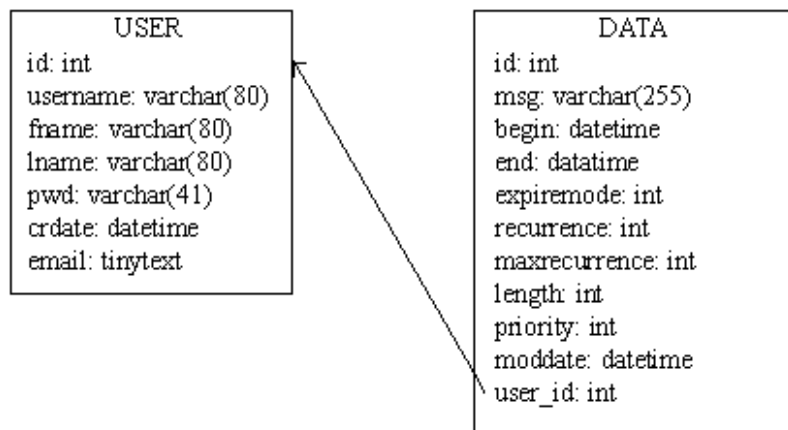 USER
id: int
username: varchar(80)
fname: varchar(80)
lname: varchar(80)
pwd: varchar(41)
crdate: datetime
email: tinytext
DATA
id: int
msg: varchar(255)
begin: datetime
end: datatime
expiremode: int
recurrence: int
maxrecurrence: int
length: int
priority: int
moddate: datetime
user_id: int